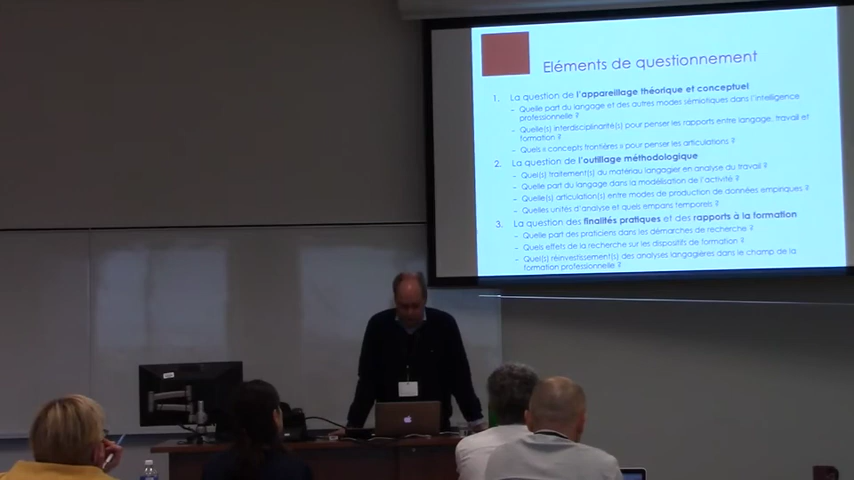 Eléments de questionnement
1. La question de l'appareillage théorique et conceptuel
– Quelle part du langage et des autres modes sémiotiques dans l'intelligence
professionnelle ?
– Quelle(s) interdisciplinarité(s) pour penser les rapports entre langage, travail et
formation ?
– Quels « concepts frontières » pour penser les articulations ?
2. La question de l'outillage méthodologique
– Quel(s) traitement(s) du matériau langagier en analyse du travail ?
– Quelle part du langage dans la modélisation de l'activité ?
– Quelle(s) articulation(s) entre modes de production de données empiriques ?
– Quelles unités d'analyse et quels empans temporels ?
3. La question des finalités pratiques et des rapports à la formation
– Quelle part des praticiens dans les démarches de recherche ?
– Quels effets de la recherche sur les dispositifs de formation ?
– Quel(s) réinvestissement(s) des analyses langagières dans le champ de la
formation professionnelle ?